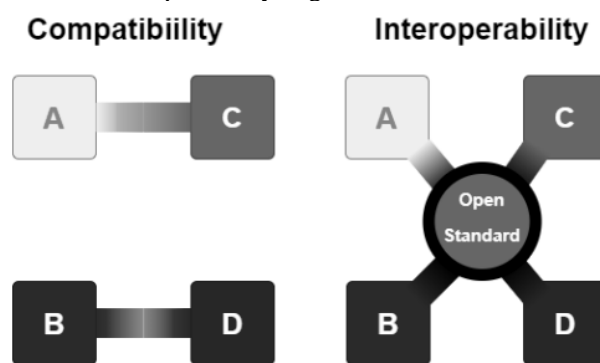 Compatibiility Interoperability
A C A C
Open
Standard
B D B D